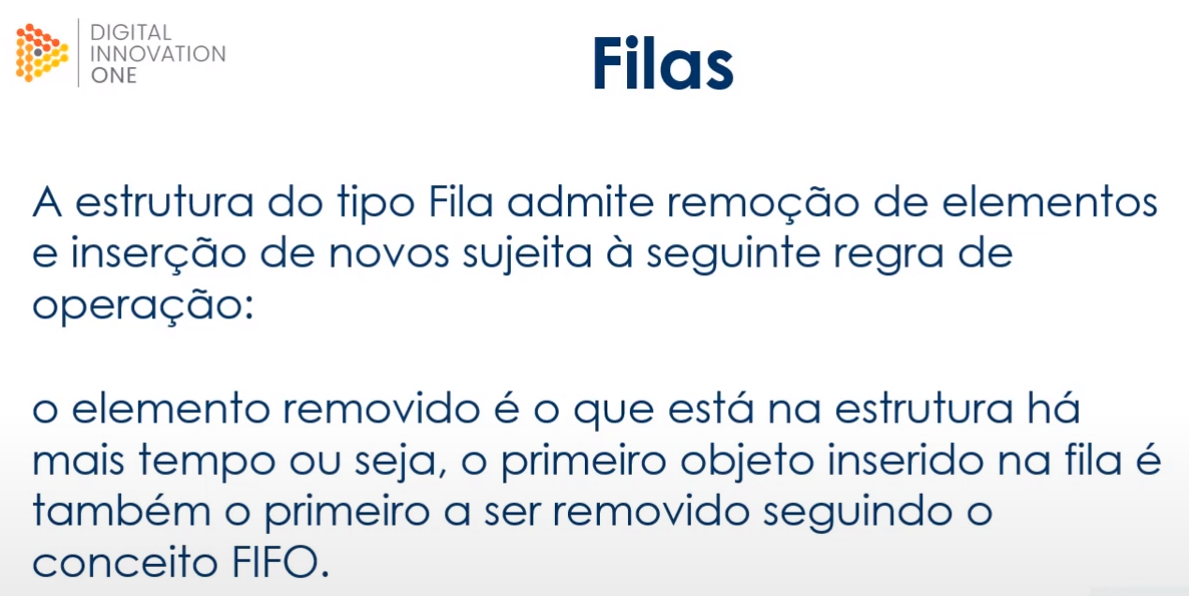 DIGITAL
INNOVATION
ONE
Filas
A estrutura do tipo Fila admite remoção de elementos
e inserção de novos sujeita à seguinte regra de
operação:
o elemento removido é o que está na estrutura há
mais tempo ou seja, o primeiro objeto inserido na fila é
também o primeiro a ser removido seguindo o
conceito FIFO.